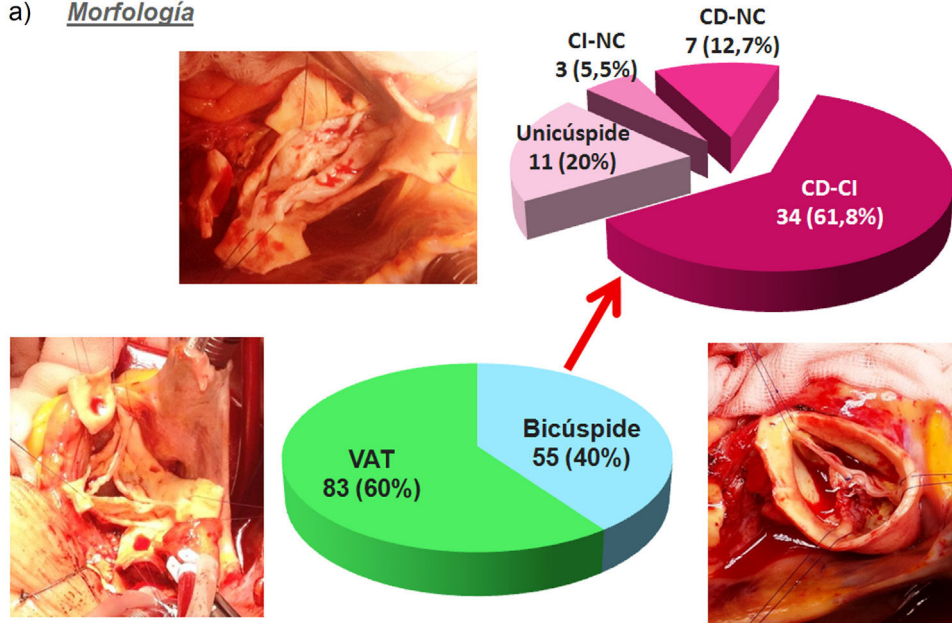 a) Morfología
CD-NC
7 (12,7%)
CI-NC
3 (5,5%)
Unicúspide
11 (20%)
CD-CI
34 (61,8%)
VAT
83 (60%)
Bicúspide
55 (40%)